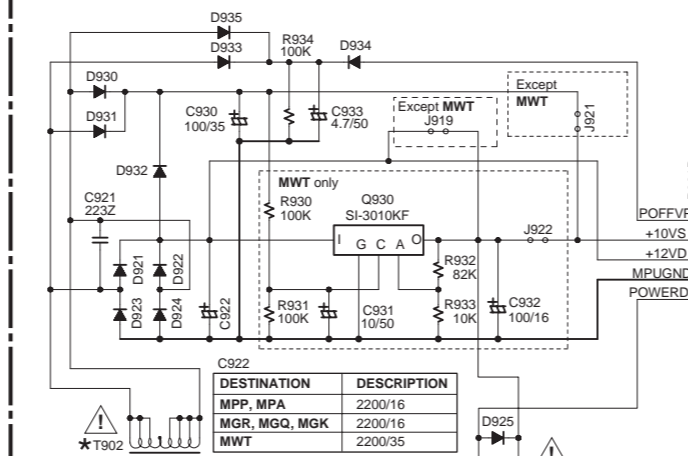 D935
D933
R934
100K
D934
D930
D931
C930
100/35
C933
4.7/50
Except MWT
J919
Except
MWT
J921
D932
MWT only
C921
223Z
R930
100K
Q930
SI-3010KF
I G C A O
J922
POFFVF
+10VS
+12VD
MPUGND
POWERD
D921
D922
D923
D924
C922
R931
100K
C931
10/50
R932
82K
R933
10K
C932
100/16
C922
DESTINATION DESCRIPTION
MPP, MPA 2200/16
MGR, MGQ, MGK 2200/16
MWT 2200/35
D925
!
★T902
!